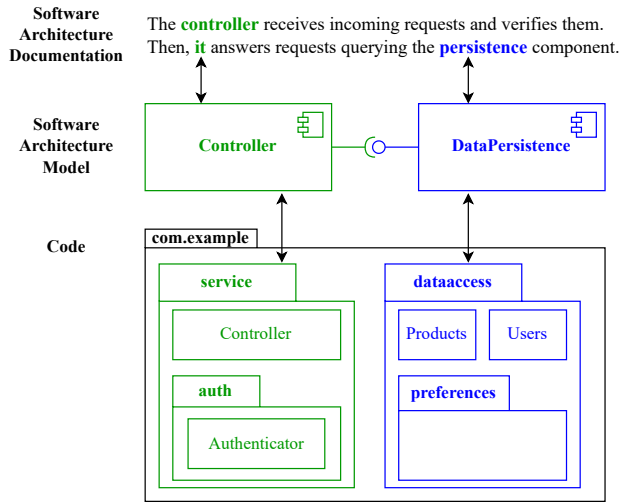 Software
Architecture
Documentation
The controller receives incoming requests and verifies them.
Then, it answers requests querying the persistence component.
Software
Architecture
Model
Controller
DataPersistence
Code
com.example
service
Controller
auth
Authenticator
dataaccess
Products
Users
preferences